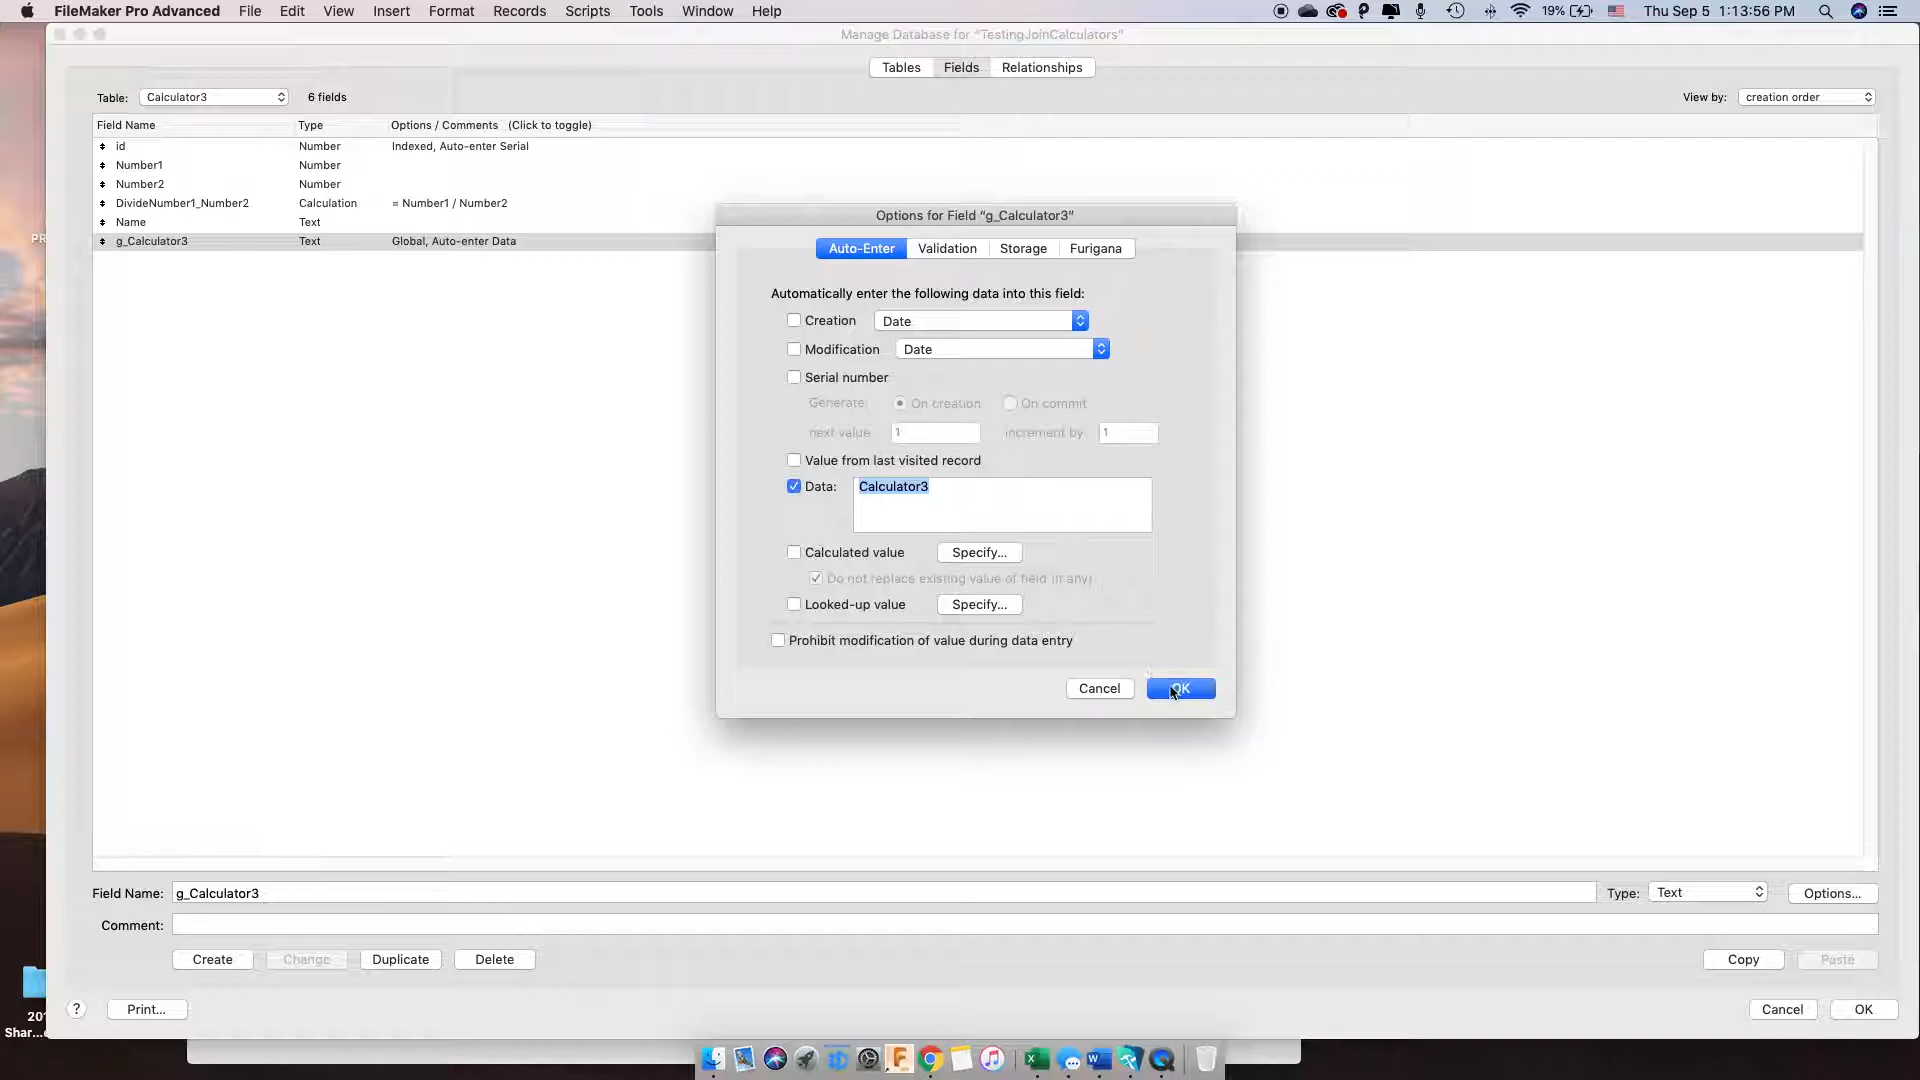 FileMaker Pro Advanced File Edit View Insert Format Records Scripts Tools Window Help 19% Thu Sep 5 1:13:56 PM
Manage Database for "TestingJoinCalculators"
Tables Fields Relationships
Table: Calculator3 6 fields View by: creation order
Field Name Type Options / Comments (Click to toggle)
id Number Indexed, Auto-enter Serial
Number1 Number
Number2 Number
DivideNumber1_Number2 Calculation = Number1 / Number2
Name Text
g_Calculator3 Text Global, Auto-enter Data
Options for Field "g_Calculator3"
Auto-Enter Validation Storage Furigana
Automatically enter the following data into this field:
Creation Date
Modification Date
Serial number
Generate: On creation On commit
next value 1 increment by 1
Value from last visited record
Data: Calculator3
Calculated value Specify...
Do not replace existing value of field (if any)
Looked-up value Specify...
Prohibit modification of value during data entry
Cancel OK
Field Name: g_Calculator3 Type: Text Options...
Comment:
Create Change Duplicate Delete Copy Paste
? Print... Cancel OK
Shar...